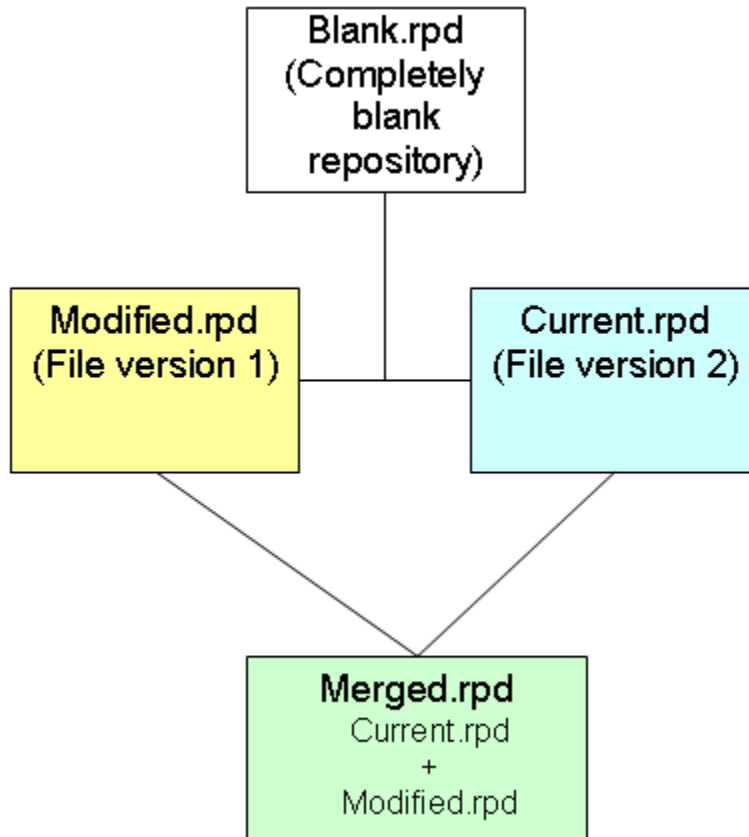 Blank.rpd
(Completely
blank
repository)
Modified.rpd
(File version 1)
Current.rpd
(File version 2)
Merged.rpd
Current.rpd
+
Modified.rpd